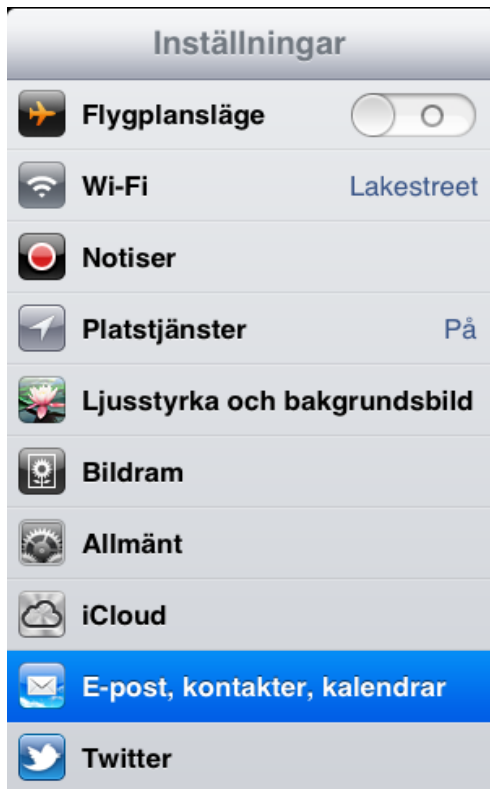 Inställningar
Flygplansläge
Wi-Fi Lakestreet
Notiser
Platstjänster På
Ljusstyrka och bakgrundsbild
Bildram
Allmänt
iCloud
E-post, kontakter, kalendrar
Twitter